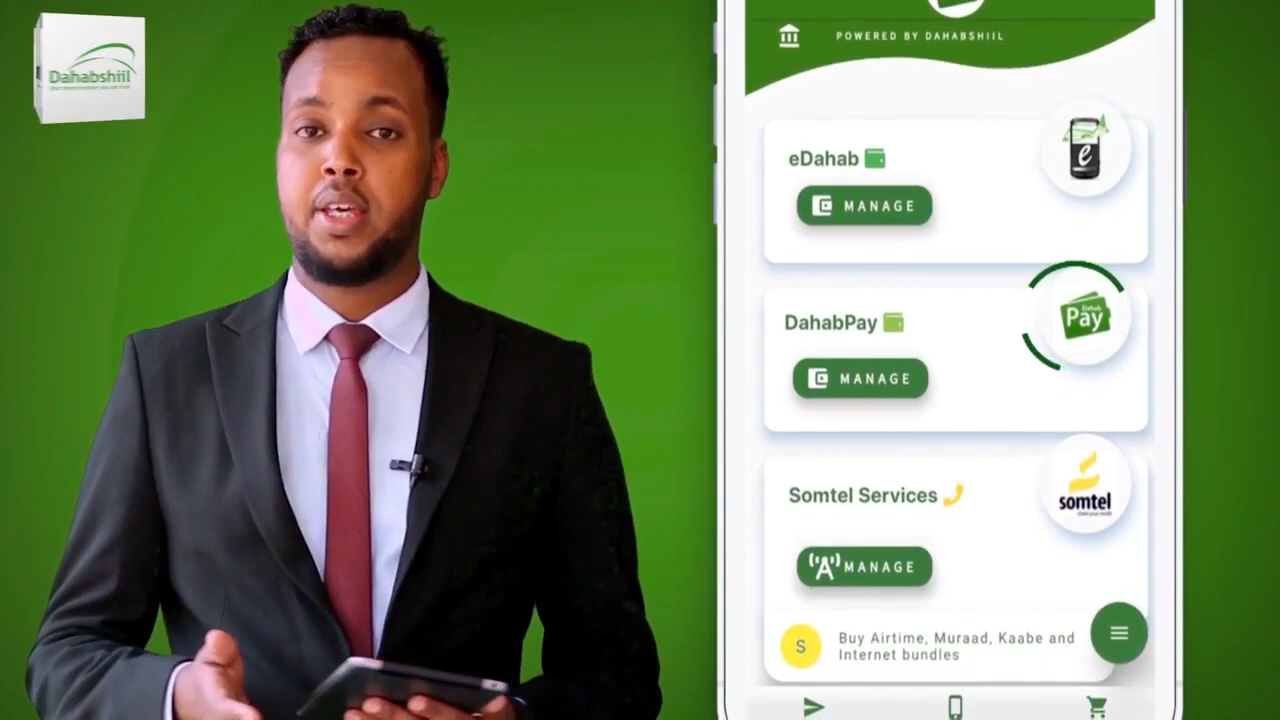 Dahabshiil
POWERED BY DAHABSHIIL
eDahab
e
MANAGE
DahabPay
Dahab
Pay
MANAGE
Somtel Services
somtel
MANAGE
S
Buy Airtime, Muraad, Kaabe and
Internet bundles